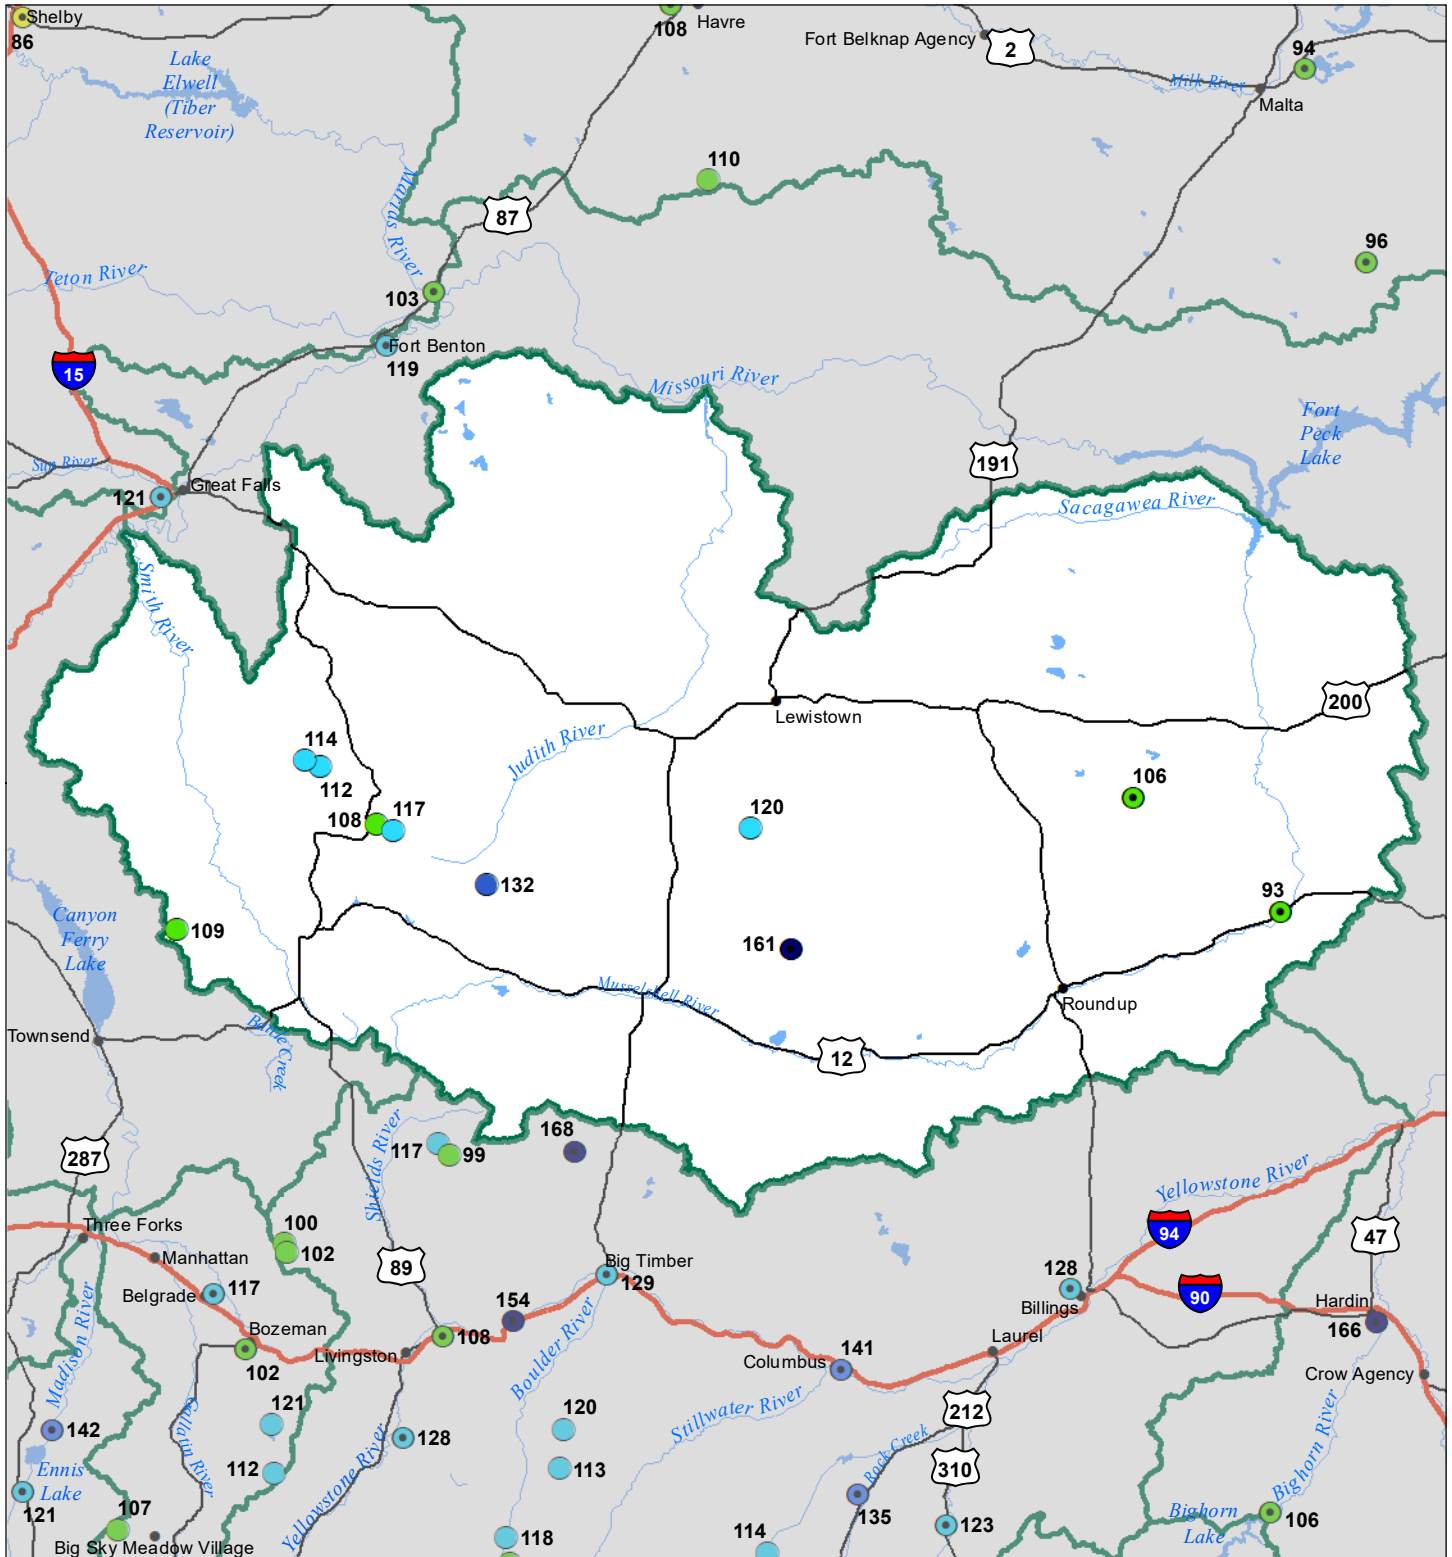 Shelby
86
Lake
Elwell
(Tiber
Reservoir)
108
Havre
Fort Belknap Agency
2
Milk River
94
Malta
110
Marias River
87
96
Teton River
103
Fort Benton
119
15
Missouri River
Fort
Peck
Lake
Sun River
Great Falls
121
191
Sacagawea River
Smith River
200
Lewistown
Judith River
114
112
108
117
120
106
132
93
Canyon
Ferry
Lake
109
161
Musselshell River
Roundup
Townsend
Battle Creek
12
287
Shields River
117
99
168
Yellowstone River
Three Forks
100
102
Manhattan
89
94
47
Big Timber
129
128
Billings
90
Belgrade
117
154
Hardin
166
Madison River
Bozeman
102
Livingston
108
Boulder River
Laurel
Columbus
141
Crow Agency
Gallatin River
121
142
128
120
Stillwater River
212
Rock Creek
112
113
310
Bighorn River
Ennis
Lake
121
Yellowstone River
135
123
107
Big Sky Meadow Village
118
114
Bighorn
Lake
106